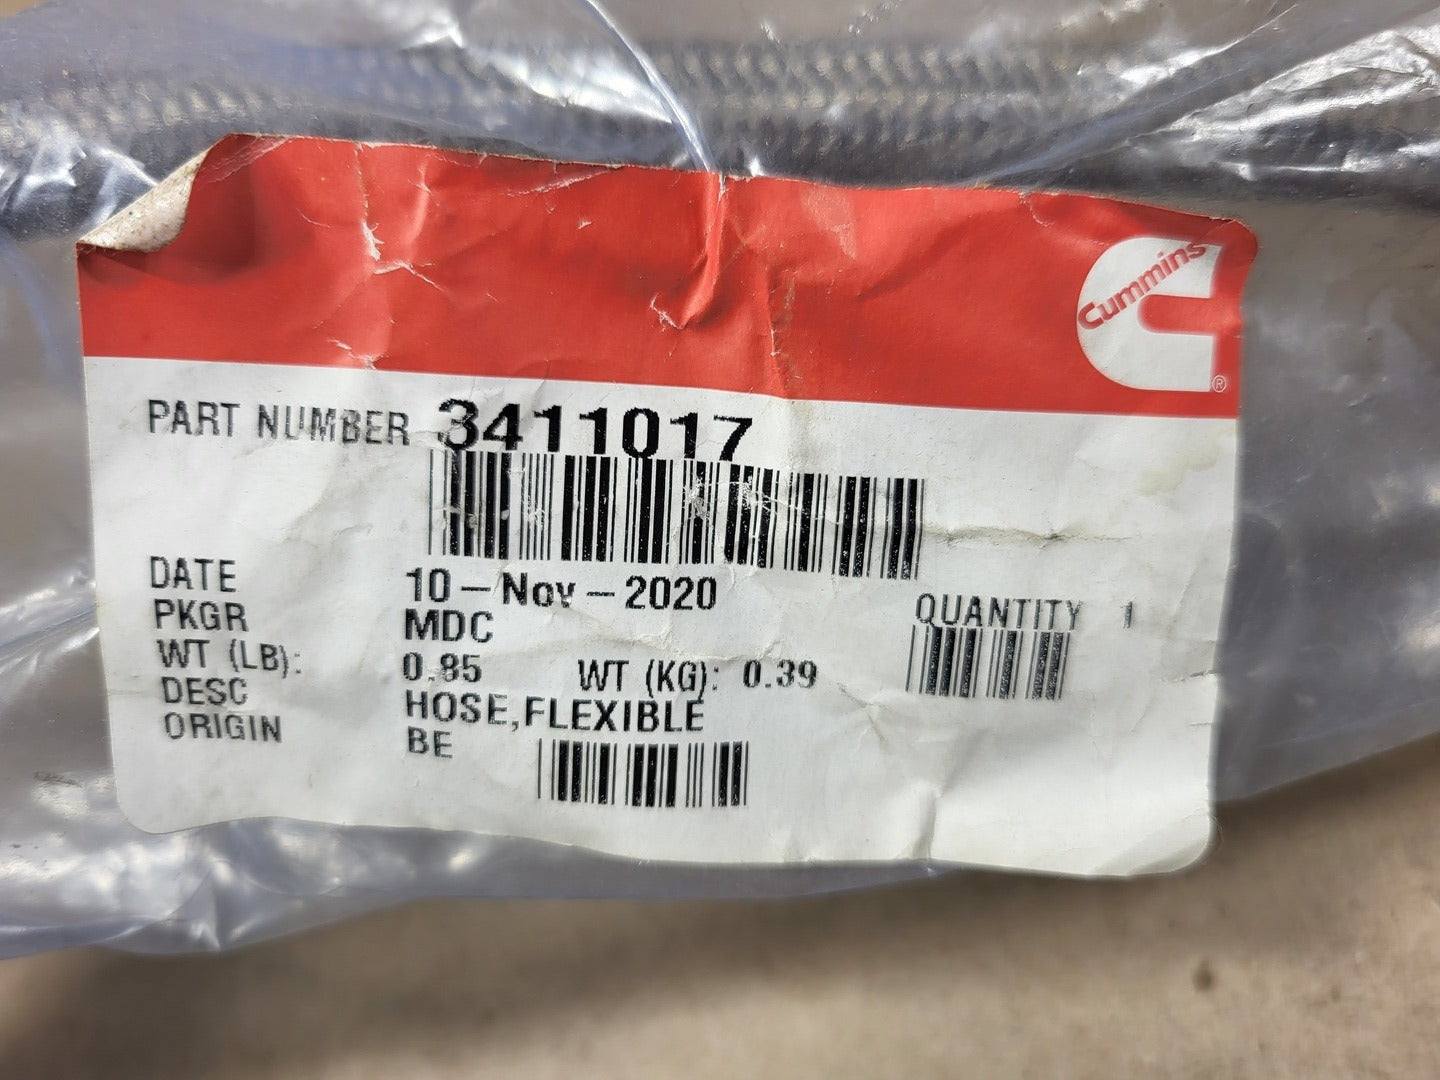 Cummins
®
PART NUMBER 3411017
DATE 10-Nov-2020
QUANTITY 1
PKGR MDC
WT (LB): 0.85 WT (KG): 0.39
DESC HOSE,FLEXIBLE
ORIGIN BE